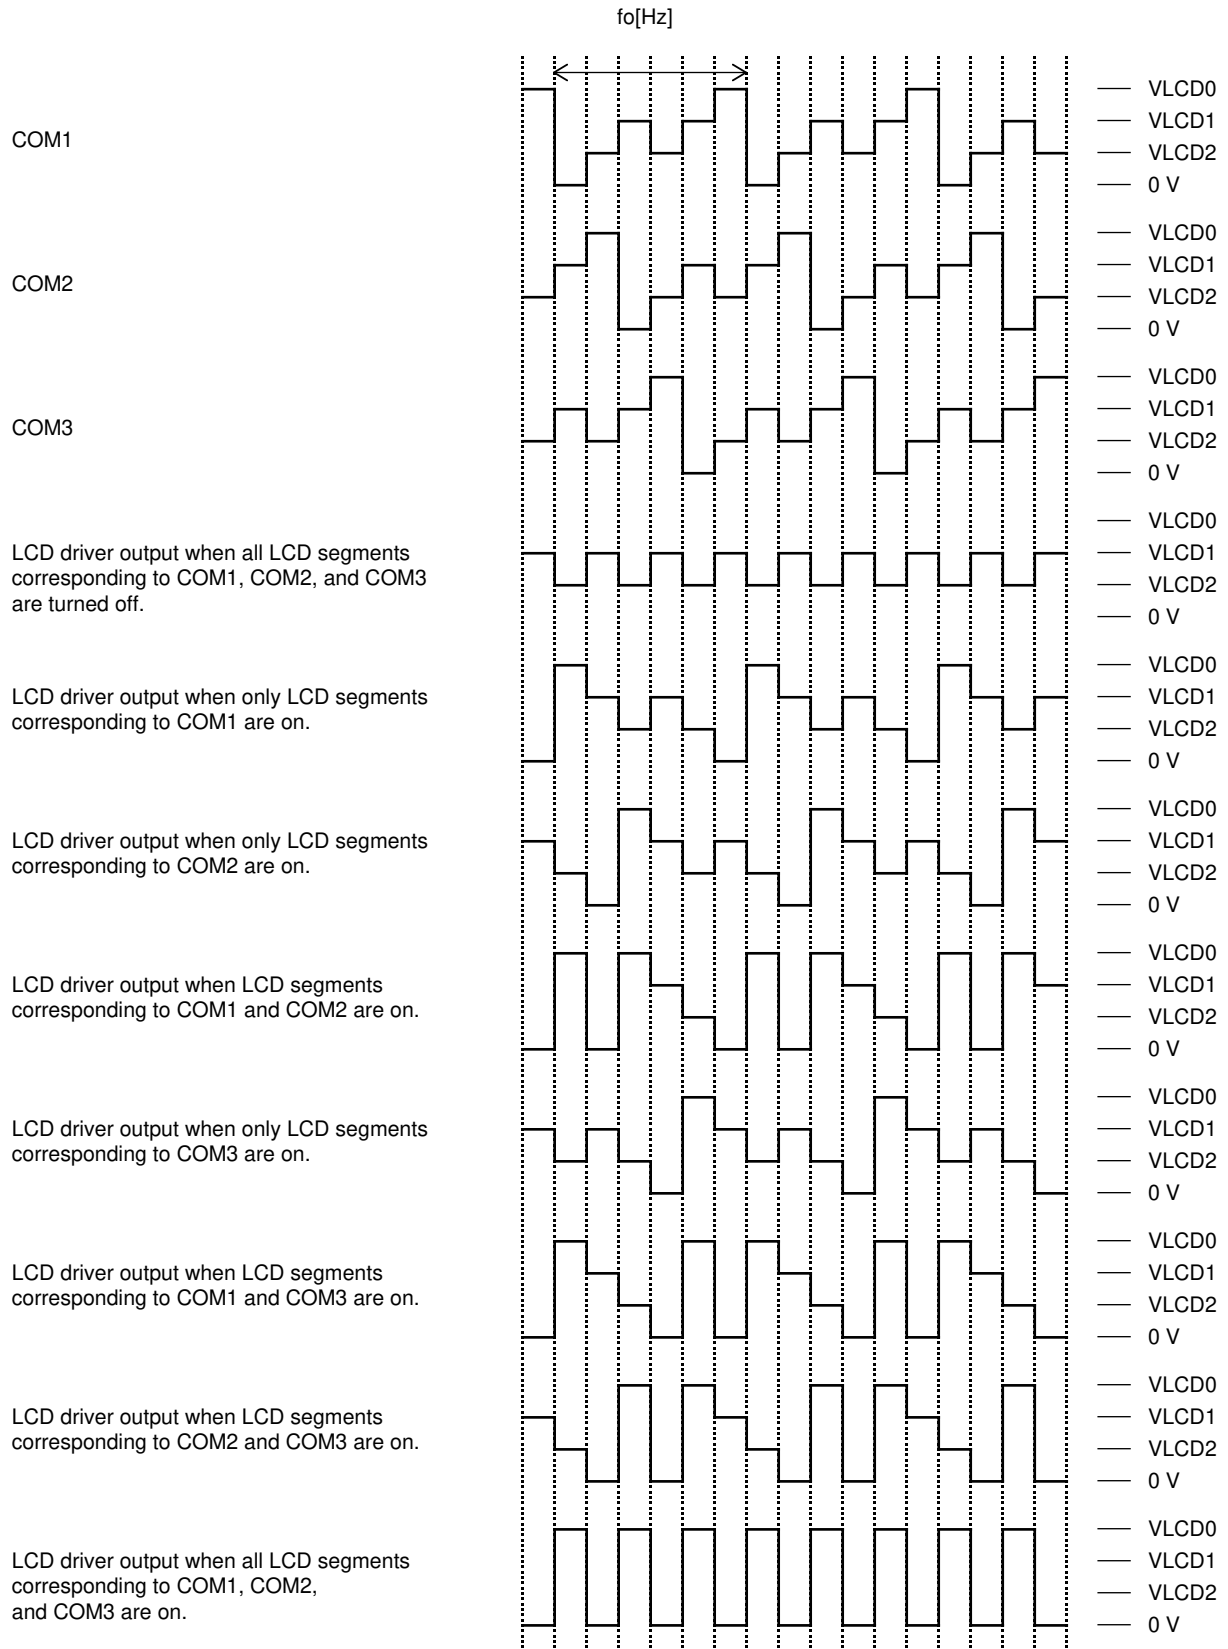 fo[Hz]
VLCD0
VLCD1
COM1
VLCD2
0 V
VLCD0
VLCD1
COM2
VLCD2
0 V
VLCD0
VLCD1
COM3
VLCD2
0 V
VLCD0
LCD driver output when all LCD segments
corresponding to COM1, COM2, and COM3
are turned off.
VLCD1
VLCD2
0 V
VLCD0
LCD driver output when only LCD segments
corresponding to COM1 are on.
VLCD1
VLCD2
0 V
VLCD0
LCD driver output when only LCD segments
corresponding to COM2 are on.
VLCD1
VLCD2
0 V
VLCD0
LCD driver output when LCD segments
corresponding to COM1 and COM2 are on.
VLCD1
VLCD2
0 V
VLCD0
LCD driver output when only LCD segments
corresponding to COM3 are on.
VLCD1
VLCD2
0 V
VLCD0
LCD driver output when LCD segments
corresponding to COM1 and COM3 are on.
VLCD1
VLCD2
0 V
VLCD0
LCD driver output when LCD segments
corresponding to COM2 and COM3 are on.
VLCD1
VLCD2
0 V
VLCD0
LCD driver output when all LCD segments
corresponding to COM1, COM2,
and COM3 are on.
VLCD1
VLCD2
0 V